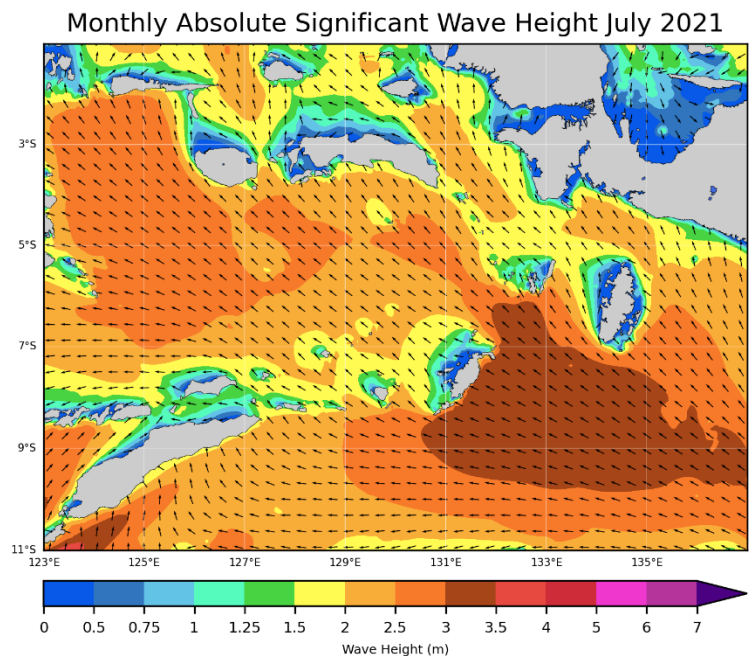 Monthly Absolute Significant Wave Height July 2021
3°S
5°S
7°S
9°S
11°S
123°E 125°E 127°E 129°E 131°E 133°E 135°E
0 0.5 0.75 1 1.25 1.5 2 2.5 3 3.5 4 5 6 7
Wave Height (m)